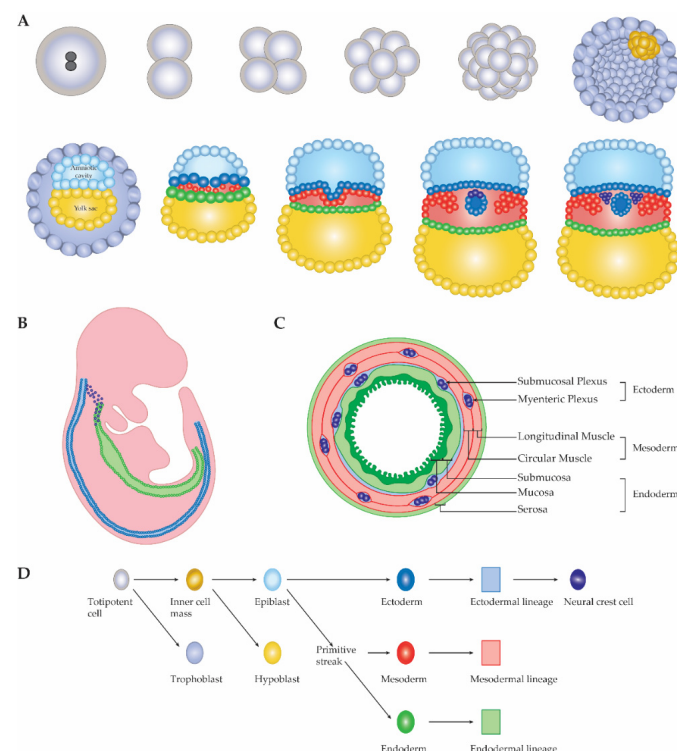 A
Amniotic
cavity
Yolk sac
B
C
Submucosal Plexus
Myenteric Plexus
Ectoderm
Longitudinal Muscle
Circular Muscle
Mesoderm
Submucosa
Mucosa
Serosa
Endoderm
D
Totipotent
cell
Inner cell
mass
Epiblast
Ectoderm
Ectodermal lineage
Neural crest cell
Trophoblast
Hypoblast
Primitive
streak
Mesoderm
Mesodermal lineage
Endoderm
Endodermal lineage